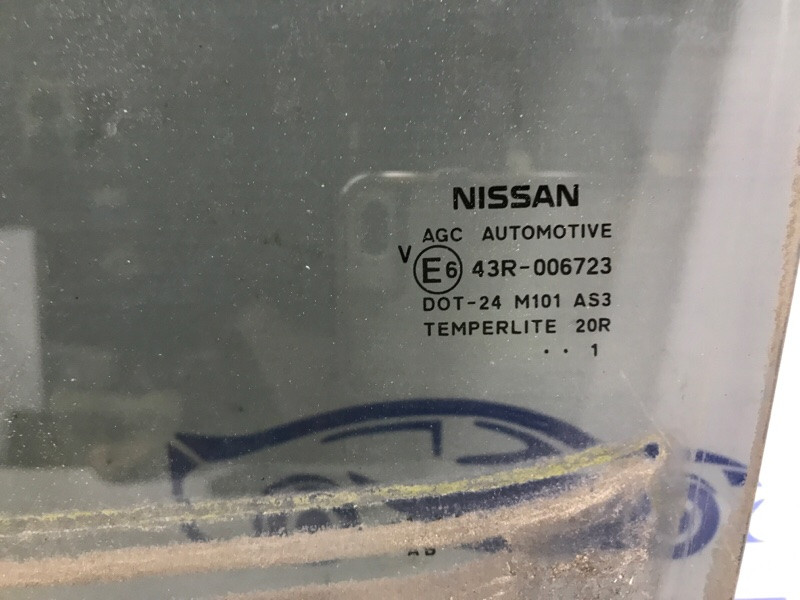 NISSAN
AGC AUTOMOTIVE
V E6 43R-006723
DOT-24 M101 AS3
TEMPERLITE 20R
. . 1